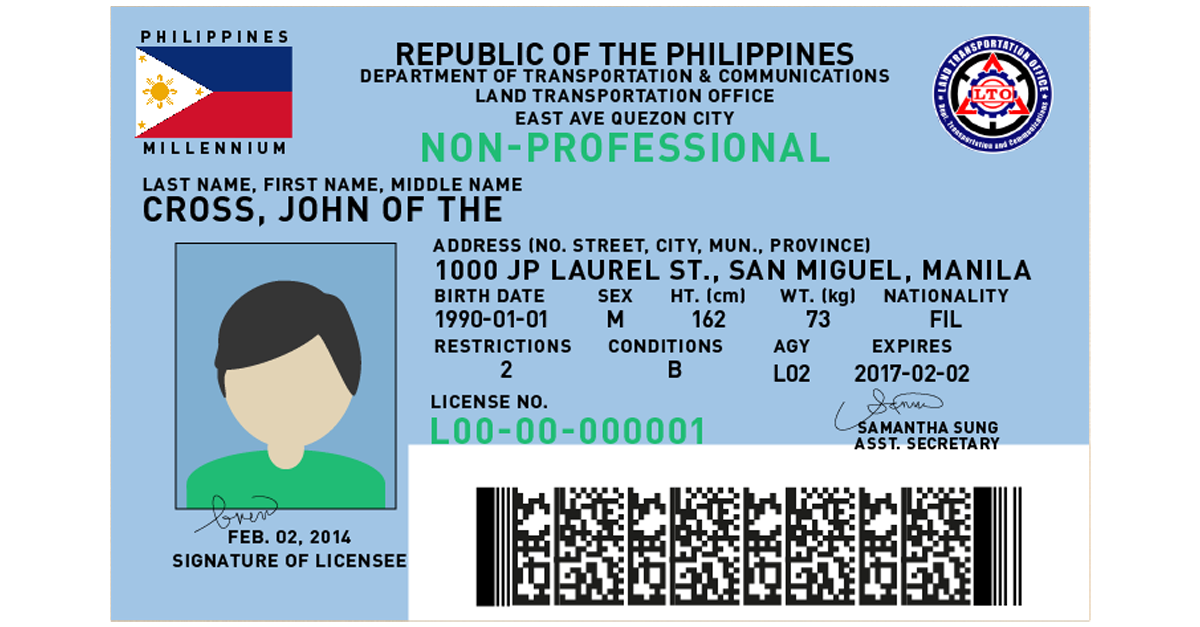 PHILIPPINES
MILLENNIUM
REPUBLIC OF THE PHILIPPINES
DEPARTMENT OF TRANSPORTATION & COMMUNICATIONS
LAND TRANSPORTATION OFFICE
EAST AVE QUEZON CITY
NON-PROFESSIONAL
LAND TRANSPORTATION OFFICE
LTO
Dept. Transportation and Communications
LAST NAME, FIRST NAME, MIDDLE NAME
CROSS, JOHN OF THE
ADDRESS (NO. STREET, CITY, MUN., PROVINCE)
1000 JP LAUREL ST., SAN MIGUEL, MANILA
BIRTH DATE SEX HT. (cm) WT. (kg) NATIONALITY
1990-01-01 M 162 73 FIL
RESTRICTIONS CONDITIONS AGY EXPIRES
2 B L02 2017-02-02
LICENSE NO.
L00-00-000001
SAMANTHA SUNG
ASST. SECRETARY
FEB. 02, 2014
SIGNATURE OF LICENSEE